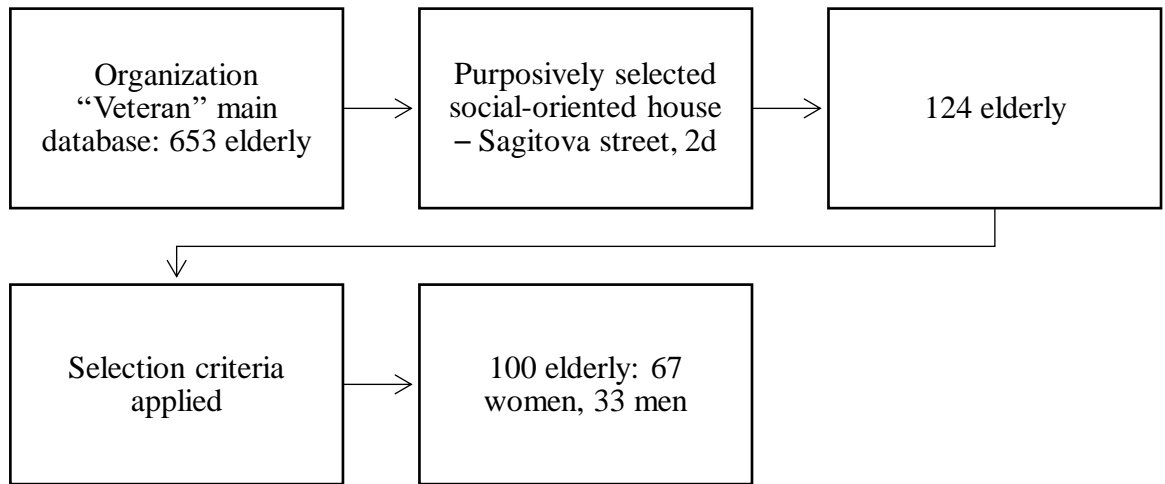 Organization
“Veteran” main
database: 653 elderly
Purposively selected
social-oriented house
– Sagitova street, 2d
124 elderly
Selection criteria
applied
100 elderly: 67
women, 33 men